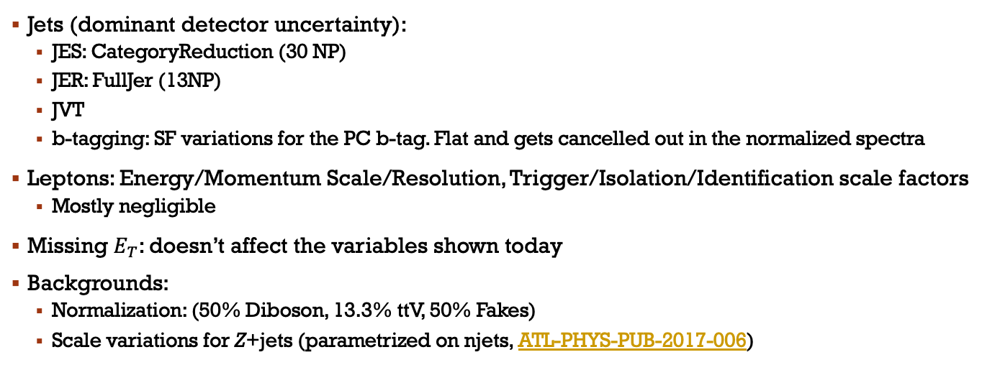 ▪ Jets (dominant detector uncertainty):
▪ JES: CategoryReduction (30 NP)
▪ JER: FullJer (13NP)
▪ JVT
▪ b-tagging: SF variations for the PC b-tag. Flat and gets cancelled out in the normalized spectra
▪ Leptons: Energy/Momentum Scale/Resolution, Trigger/Isolation/Identification scale factors
▪ Mostly negligible
▪ Missing E_T: doesn't affect the variables shown today
▪ Backgrounds:
▪ Normalization: (50% Diboson, 13.3% ttV, 50% Fakes)
▪ Scale variations for Z+jets (parametrized on njets, ATL-PHYS-PUB-2017-006)